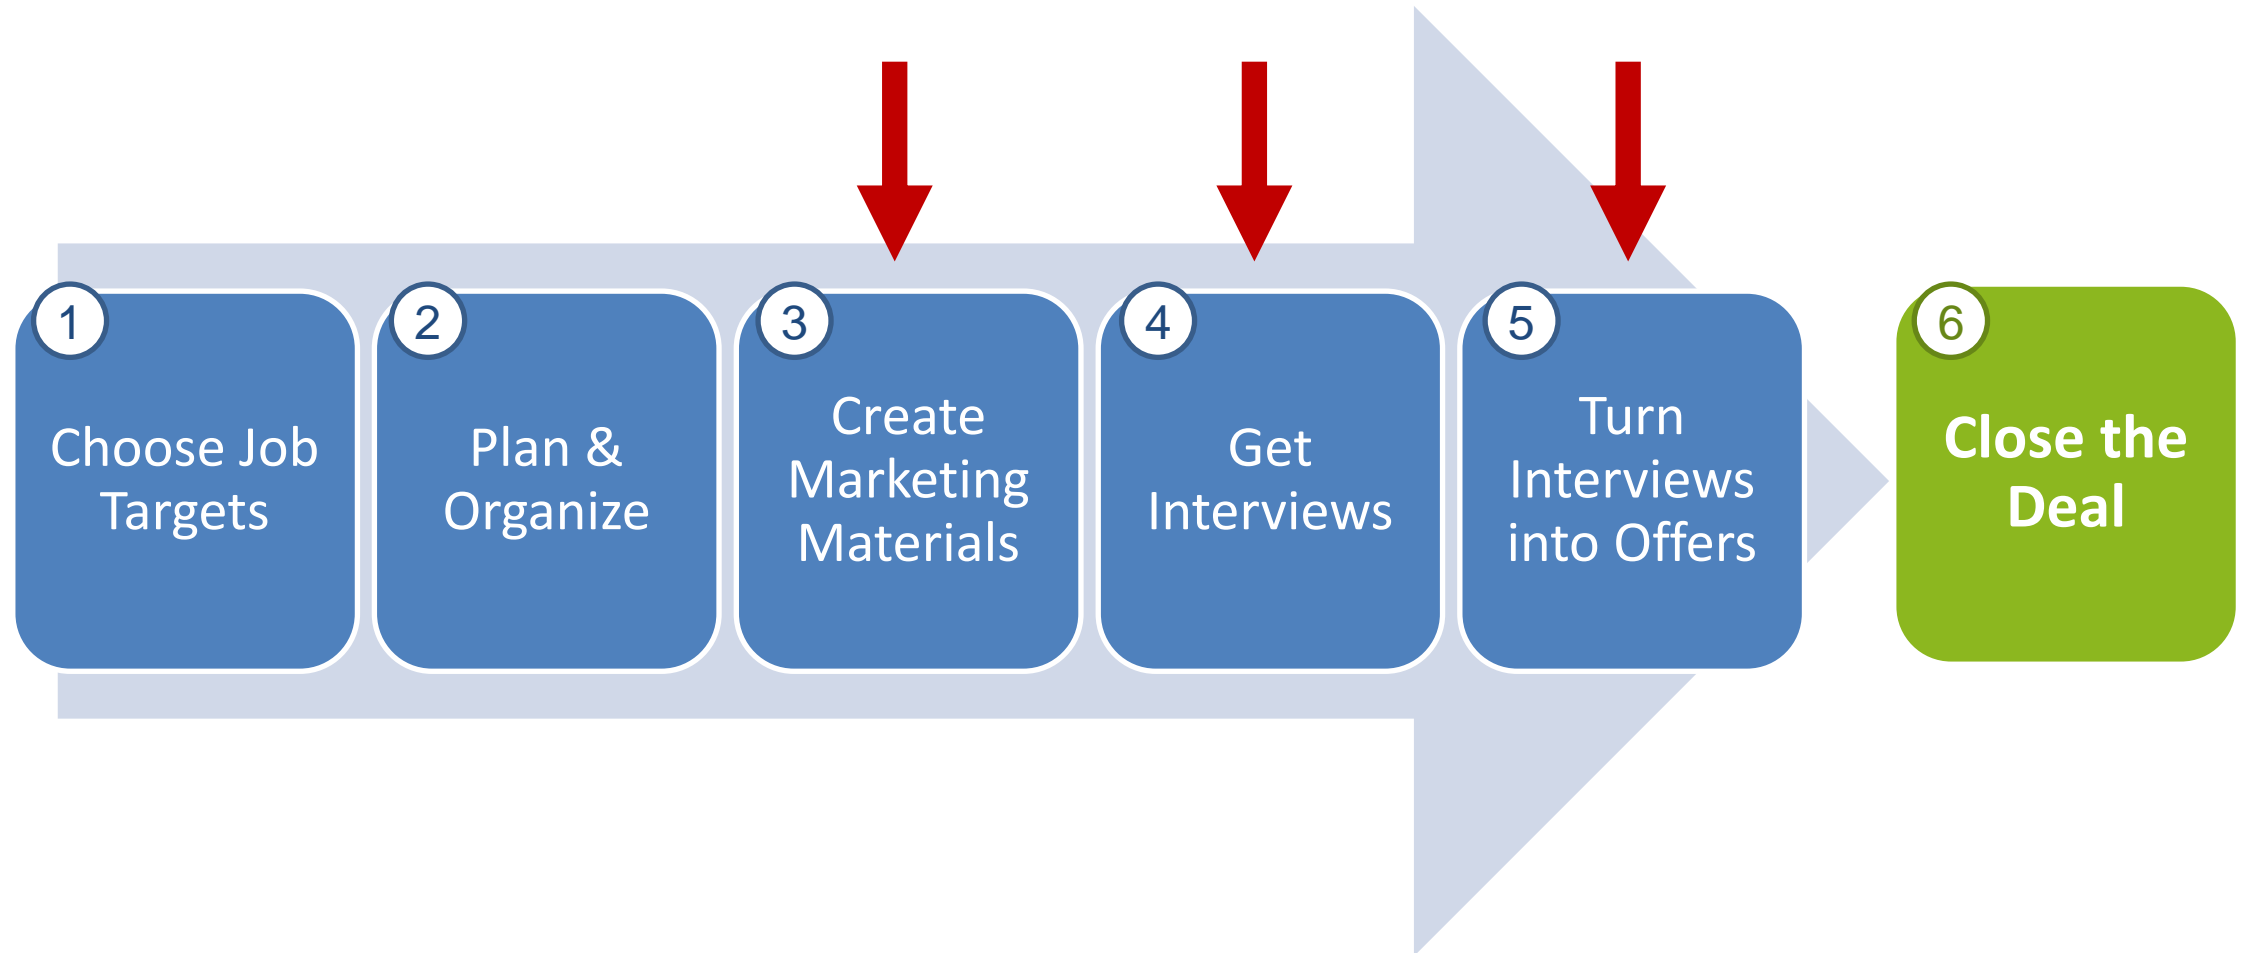 1
Choose Job
Targets
2
Plan &
Organize
3
Create
Marketing
Materials
4
Get
Interviews
5
Turn
Interviews
into Offers
6
Close the
Deal